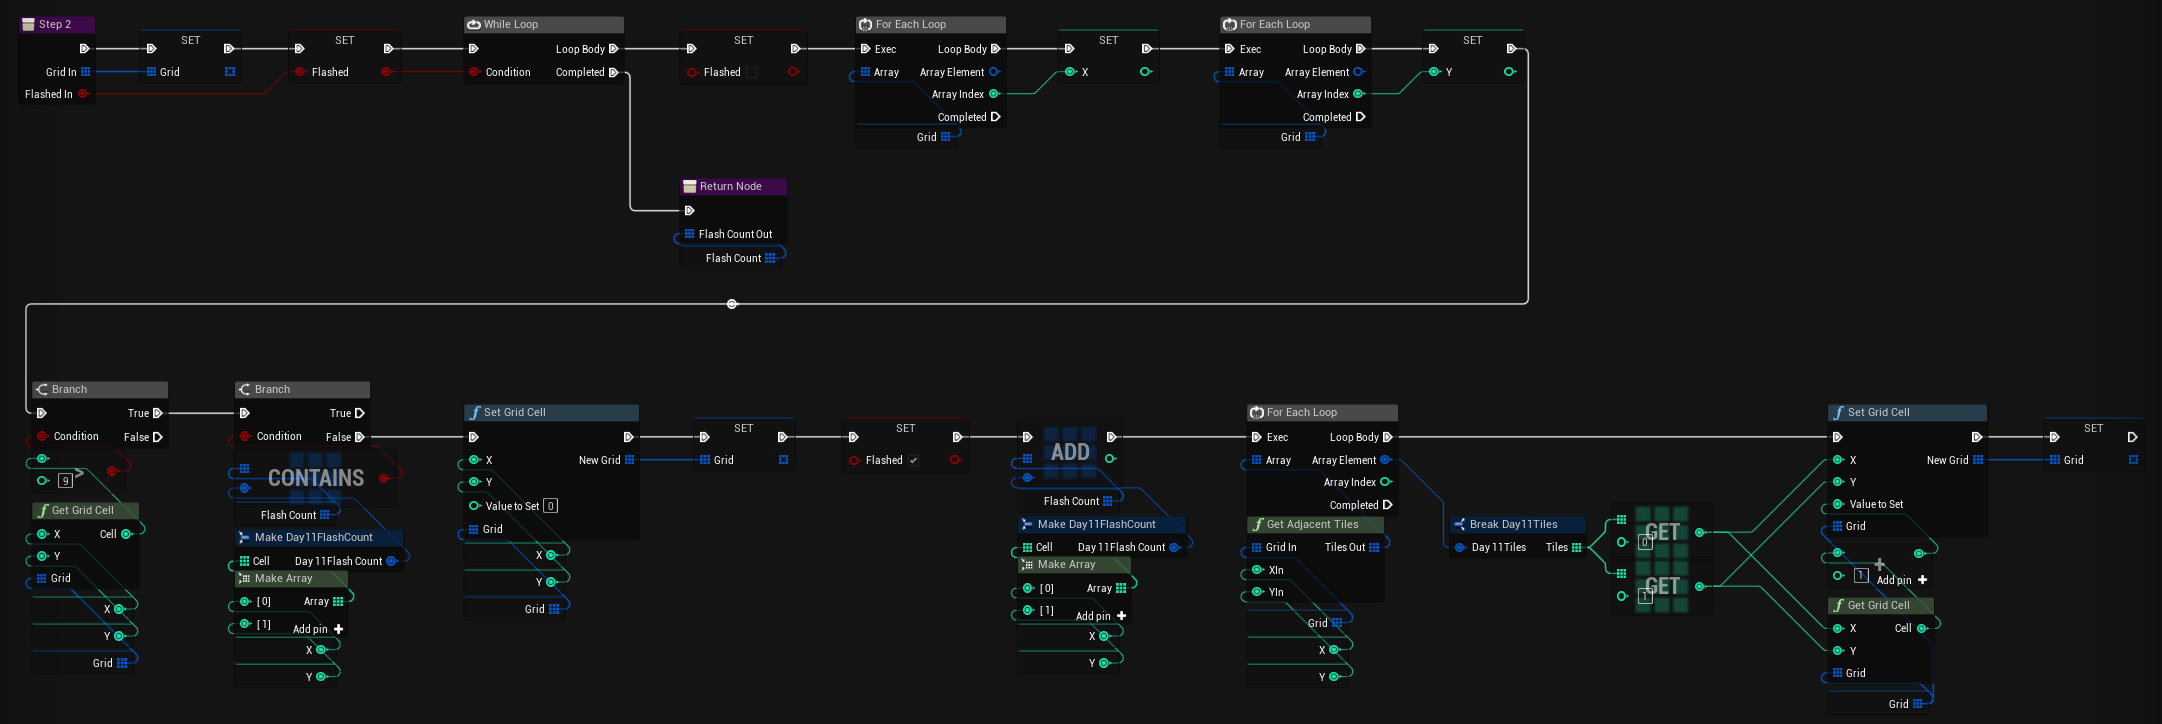 Step 2
Grid In
Flashed In
SET
Grid
SET
Flashed
While Loop
Loop Body
Condition
Completed
SET
Flashed
For Each Loop
Exec
Loop Body
Array
Array Element
Array Index
Completed
Grid
SET
X
For Each Loop
Exec
Loop Body
Array
Array Element
Array Index
Completed
Grid
SET
Y
Return Node
Flash Count Out
Flash Count
Branch
True
Condition
False
>
9
Get Grid Cell
X
Cell
Y
Grid
X
Y
Grid
Branch
True
Condition
False
CONTAINS
Flash Count
Make Day11FlashCount
Cell
Day 11Flash Count
Make Array
[0]
Array
[1]
Add pin +
X
Y
Set Grid Cell
X
New Grid
Y
Value to Set 0
Grid
X
Y
Grid
SET
Grid
SET
Flashed
ADD
Flash Count
Make Day11FlashCount
Cell
Day 11Flash Count
Make Array
[0]
Array
[1]
Add pin +
X
Y
For Each Loop
Exec
Loop Body
Array
Array Element
Array Index
Completed
Get Adjacent Tiles
Grid In
Tiles Out
XIn
YIn
Grid
X
Y
Break Day11Tiles
Day 11Tiles
Tiles
GET
0
GET
1
Set Grid Cell
X
New Grid
Y
Value to Set
Grid
+
1
Add pin +
Get Grid Cell
X
Cell
Y
Grid
Grid
SET
Grid